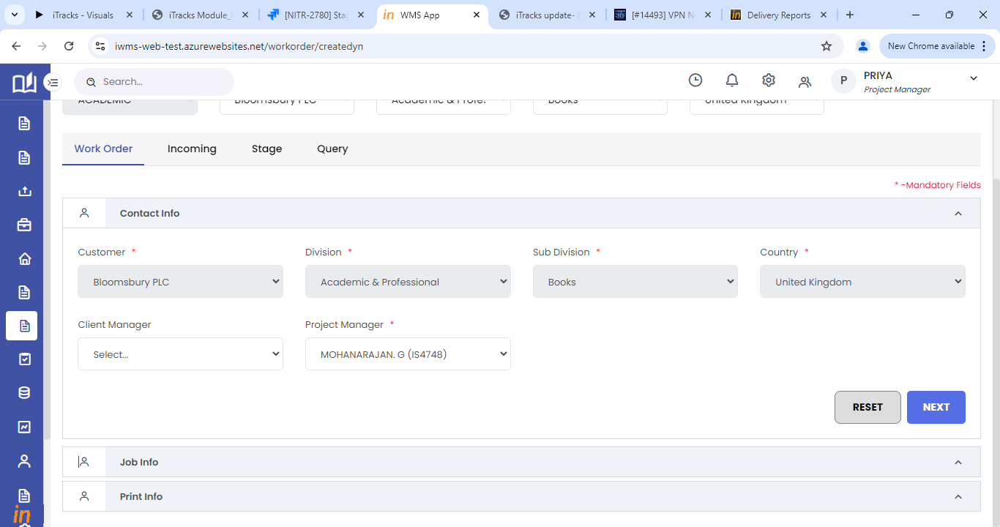 iTracks - Visuals
iTracks Module_
[NITR-2780] Stac
WMS App
iTracks update-
[#14493] VPN N
Delivery Reports
iwms-web-test.azurewebsites.net/workorder/createdyn
New Chrome available
Search...
P
PRIYA
Project Manager
ACADEMIC
Bloomsbury PLC
Academic & Profe.
Books
United Kingdom
Work Order
Incoming
Stage
Query
* -Mandatory Fields
Contact Info
Customer *
Division *
Sub Division *
Country *
Bloomsbury PLC
Academic & Professional
Books
United Kingdom
Client Manager
Project Manager *
Select...
MOHANARAJAN. G (IS4748)
RESET
NEXT
Job Info
Print Info
in